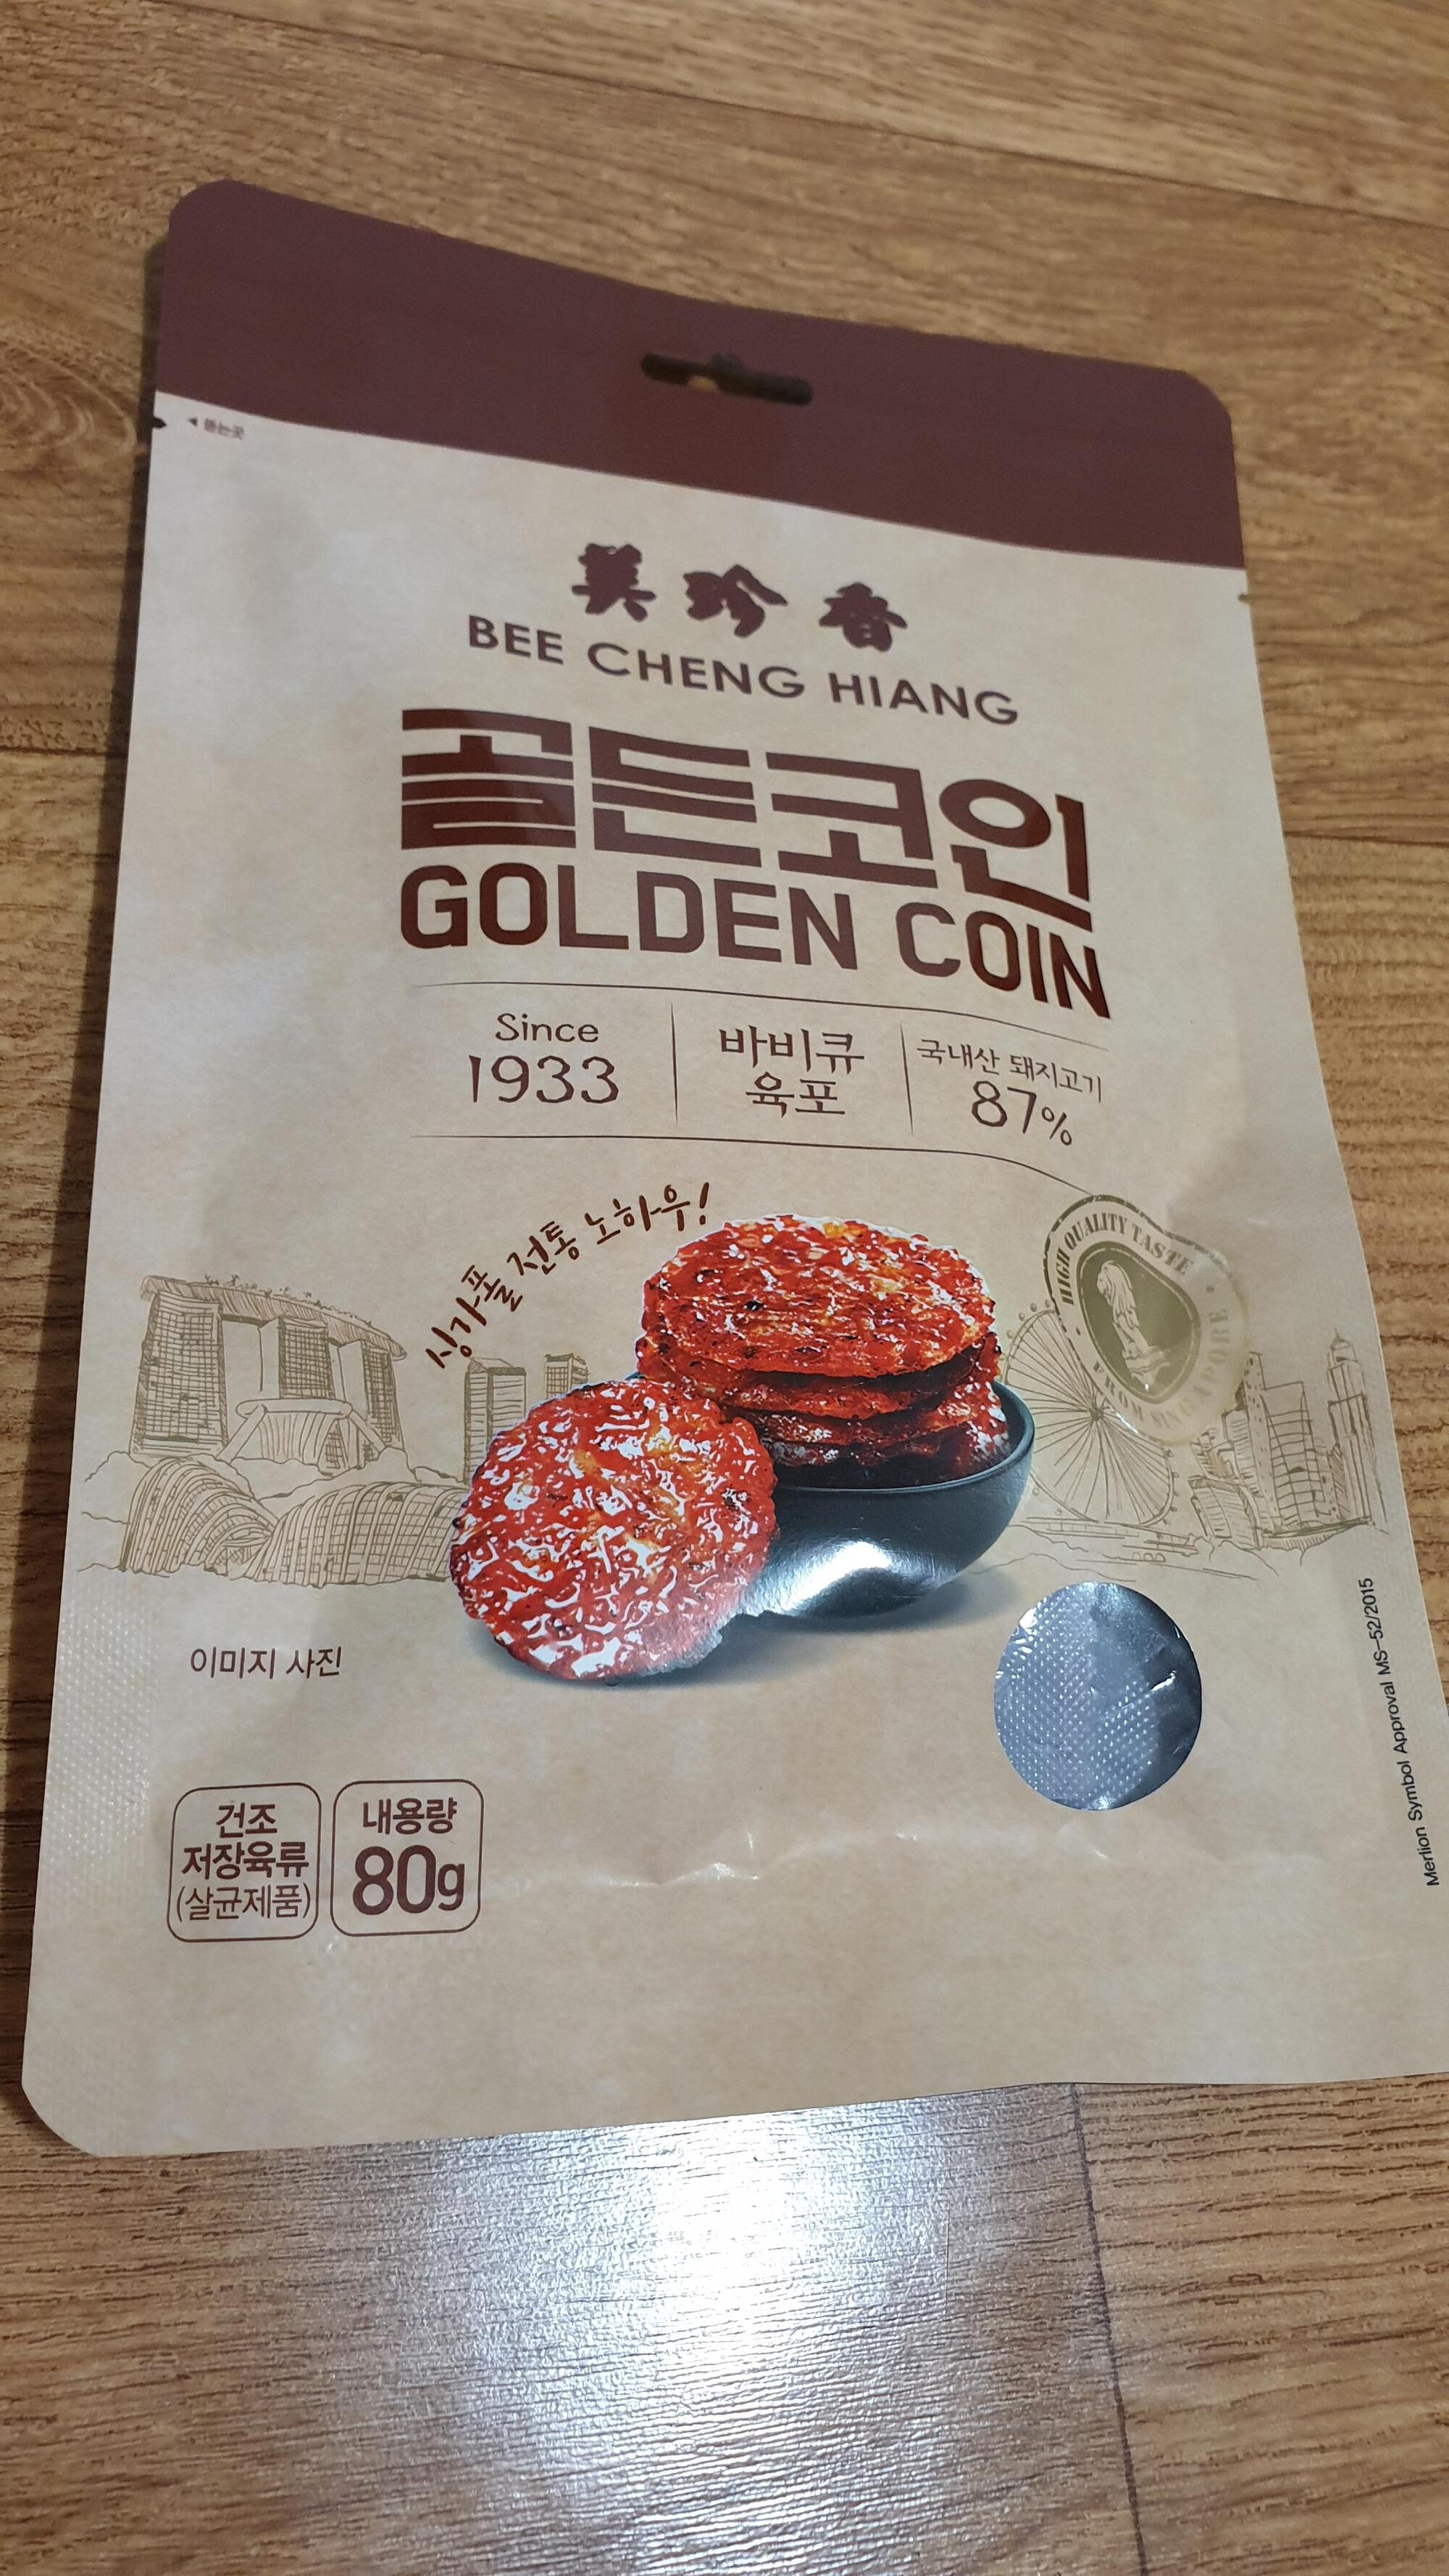 ◀ 뜯는곳
美珍香
BEE CHENG HIANG
골든코인
GOLDEN COIN
Since
1933
바비큐
육포
국내산 돼지고기
87%
싱가폴 전통 노하우!
HIGH QUALITY TASTE
FROM SINGAPORE
이미지 사진
건조
저장육류
(살균제품)
내용량
80g
Merlion Symbol Approval MS-52/2015